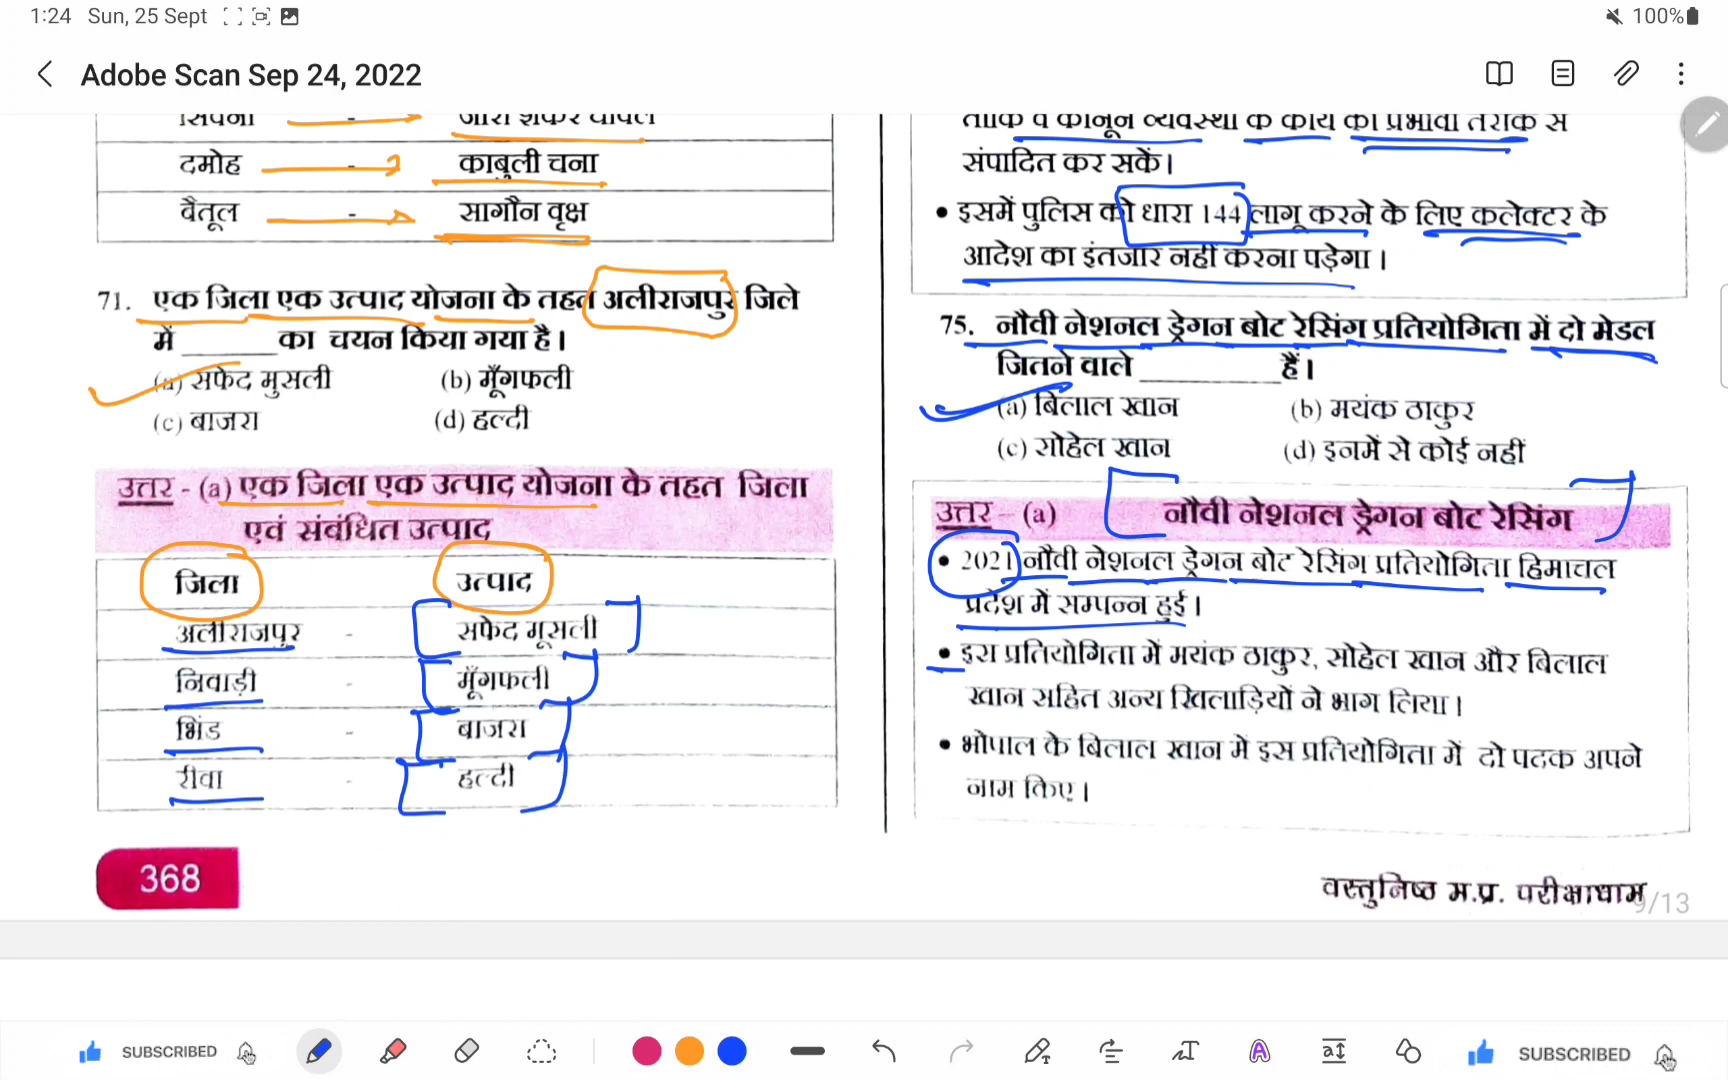 1:24 Sun, 25 Sept
100%
Adobe Scan Sep 24, 2022
दमोह - काबुली चना
बैतूल - सागौन वृक्ष
71. एक जिला एक उत्पाद योजना के तहत अलीराजपुर जिले
में ______ का चयन किया गया है।
(a) सफेद मुसली (b) मूँगफली
(c) बाजरा (d) हल्दी
उत्तर - (a) एक जिला एक उत्पाद योजना के तहत जिला
एवं संबंधित उत्पाद
जिला उत्पाद
अलीराजपुर - सफेद मूसली
निवाड़ी - मूँगफली
भिंड - बाजरा
रीवा - हल्दी
368
ताकि वे कानून व्यवस्था के कार्य को प्रभावी तरीके से
संपादित कर सकें।
• इसमें पुलिस को धारा 144 लागू करने के लिए कलेक्टर के
आदेश का इंतजार नहीं करना पड़ेगा।
75. नौवी नेशनल ड्रेगन बोट रेसिंग प्रतियोगिता में दो मेडल
जितने वाले ________ हैं।
(a) बिलाल खान (b) मयंक ठाकुर
(c) सोहेल खान (d) इनमें से कोई नहीं
उत्तर - (a) नौवी नेशनल ड्रेगन बोट रेसिंग
• 2021 नौवी नेशनल ड्रेगन बोट रेसिंग प्रतियोगिता हिमाचल
प्रदेश में सम्पन्न हुई।
• इस प्रतियोगिता में मयंक ठाकुर, सोहेल खान और बिलाल
खान सहित अन्य खिलाड़ियों ने भाग लिया।
• भोपाल के बिलाल खान में इस प्रतियोगिता में दो पदक अपने
नाम किए।
वस्तुनिष्ठ म.प्र. परीक्षाधाम
9/13
SUBSCRIBED
SUBSCRIBED